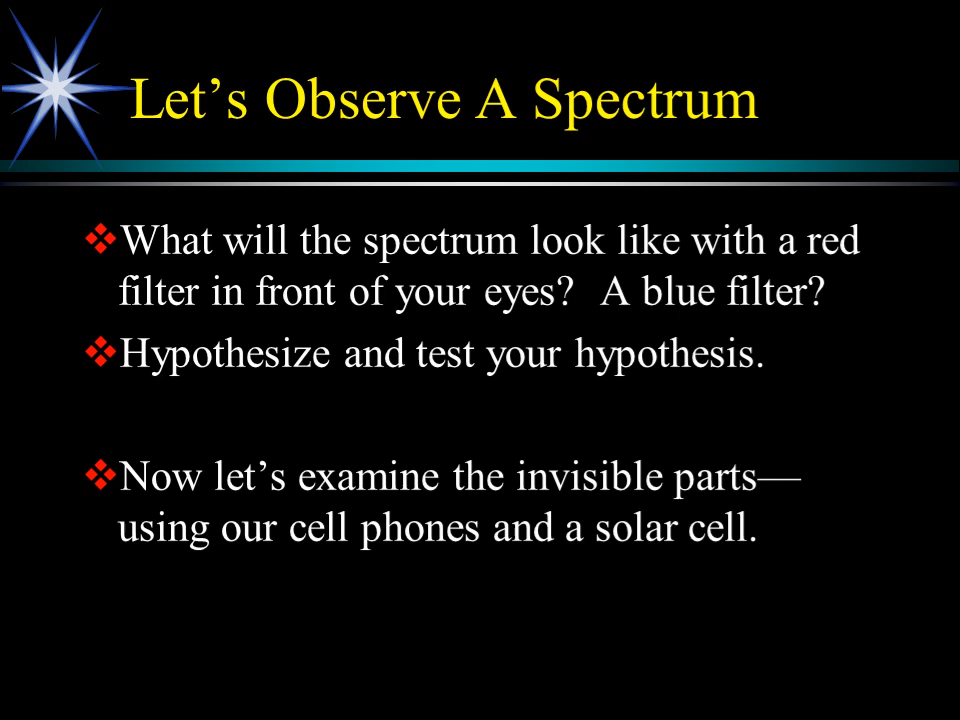 Let’s Observe A Spectrum
What will the spectrum look like with a red
filter in front of your eyes?  A blue filter?
Hypothesize and test your hypothesis.
Now let’s examine the invisible parts—
using our cell phones and a solar cell.